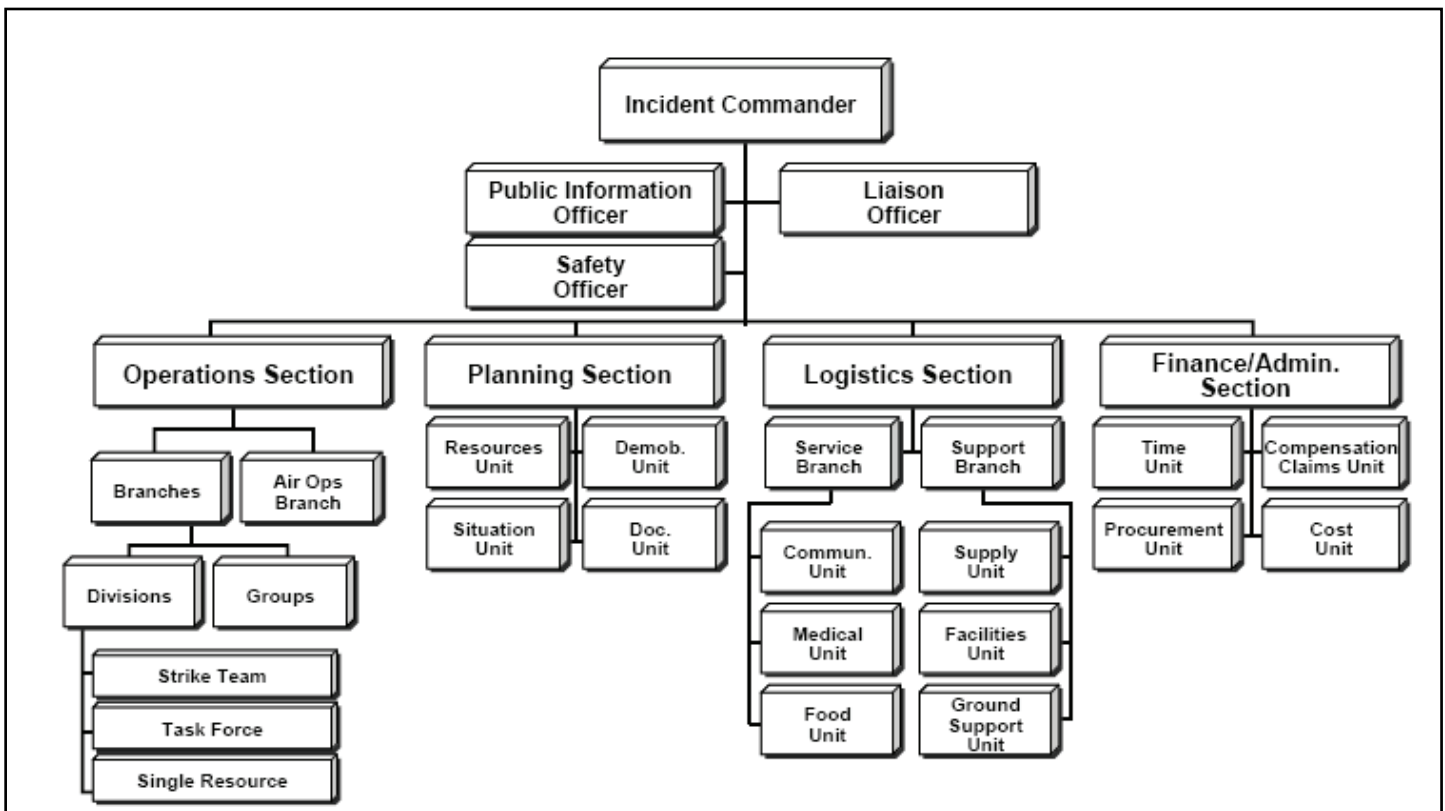 Incident Commander
Public Information
Officer
Liaison
Officer
Safety
Officer
Operations Section
Planning Section
Logistics Section
Finance/Admin.
Section
Branches
Air Ops
Branch
Divisions
Groups
Strike Team
Task Force
Single Resource
Resources
Unit
Demob.
Unit
Situation
Unit
Doc.
Unit
Service
Branch
Support
Branch
Commun.
Unit
Medical
Unit
Food
Unit
Supply
Unit
Facilities
Unit
Ground
Support
Unit
Time
Unit
Compensation
Claims Unit
Procurement
Unit
Cost
Unit